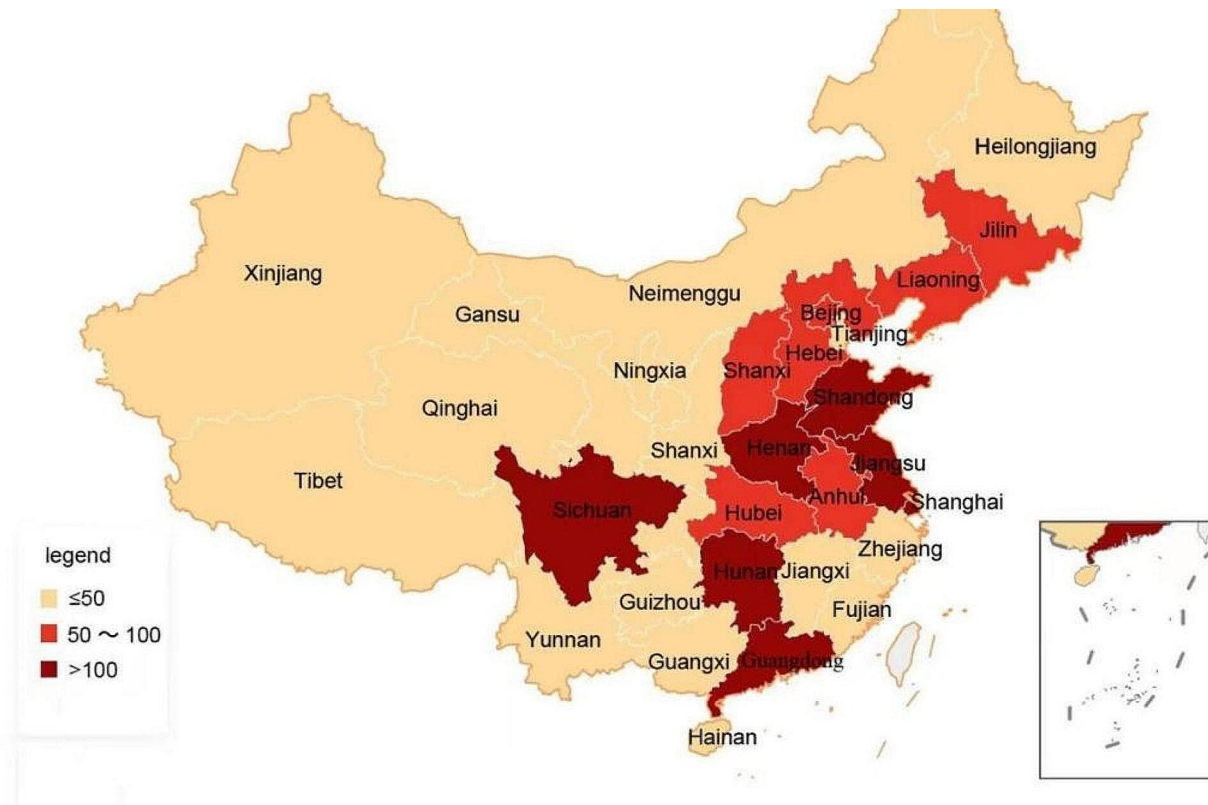 Heilongjiang
Jilin
Xinjiang
Liaoning
Neimenggu
Gansu
Bejing
Tianjing
Hebei
Ningxia
Shanxi
Shandong
Qinghai
Shanxi
Henan
Jiangsu
Tibet
Anhui
Shanghai
Sichuan
Hubei
Zhejiang
legend
Hunan
Jiangxi
≤50
Guizhou
Fujian
50 ～ 100
Yunnan
Guangxi
Guangdong
>100
Hainan